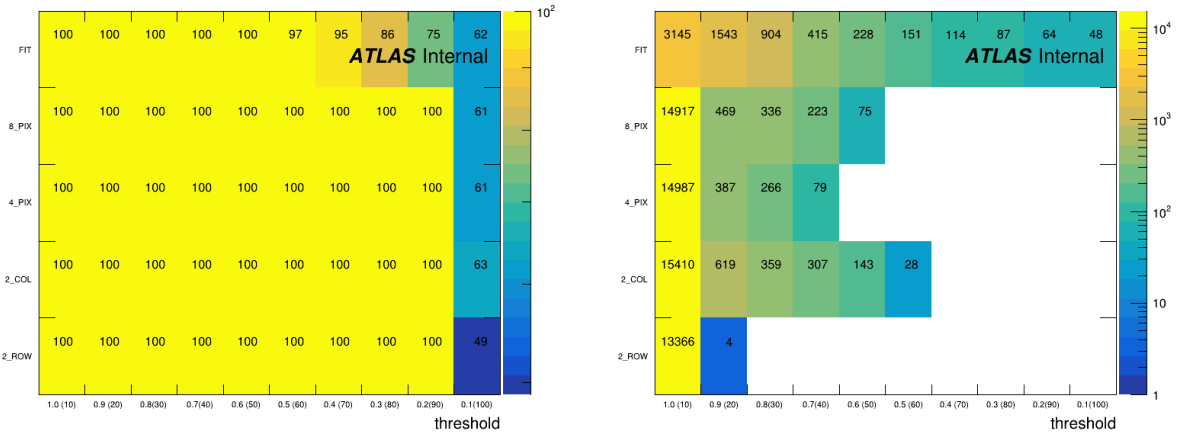 10^2
FIT 100 100 100 100 100 97 95 86 75 62
ATLAS Internal
8_PIX 100 100 100 100 100 100 100 100 100 61
4_PIX 100 100 100 100 100 100 100 100 100 61
2_COL 100 100 100 100 100 100 100 100 100 63
2_ROW 100 100 100 100 100 100 100 100 100 49
1.0 (10) 0.9 (20) 0.8(30) 0.7(40) 0.6 (50) 0.5 (60) 0.4 (70) 0.3 (80) 0.2(90) 0.1(100)
threshold
FIT 3145 1543 904 415 228 151 114 87 64 48
10^4
ATLAS Internal
8_PIX 14917 469 336 223 75
10^3
4_PIX 14987 387 266 79
10^2
2_COL 15410 619 359 307 143 28
10
2_ROW 13366 4
1
1.0 (10) 0.9 (20) 0.8(30) 0.7(40) 0.6 (50) 0.5 (60) 0.4 (70) 0.3 (80) 0.2(90) 0.1(100)
threshold